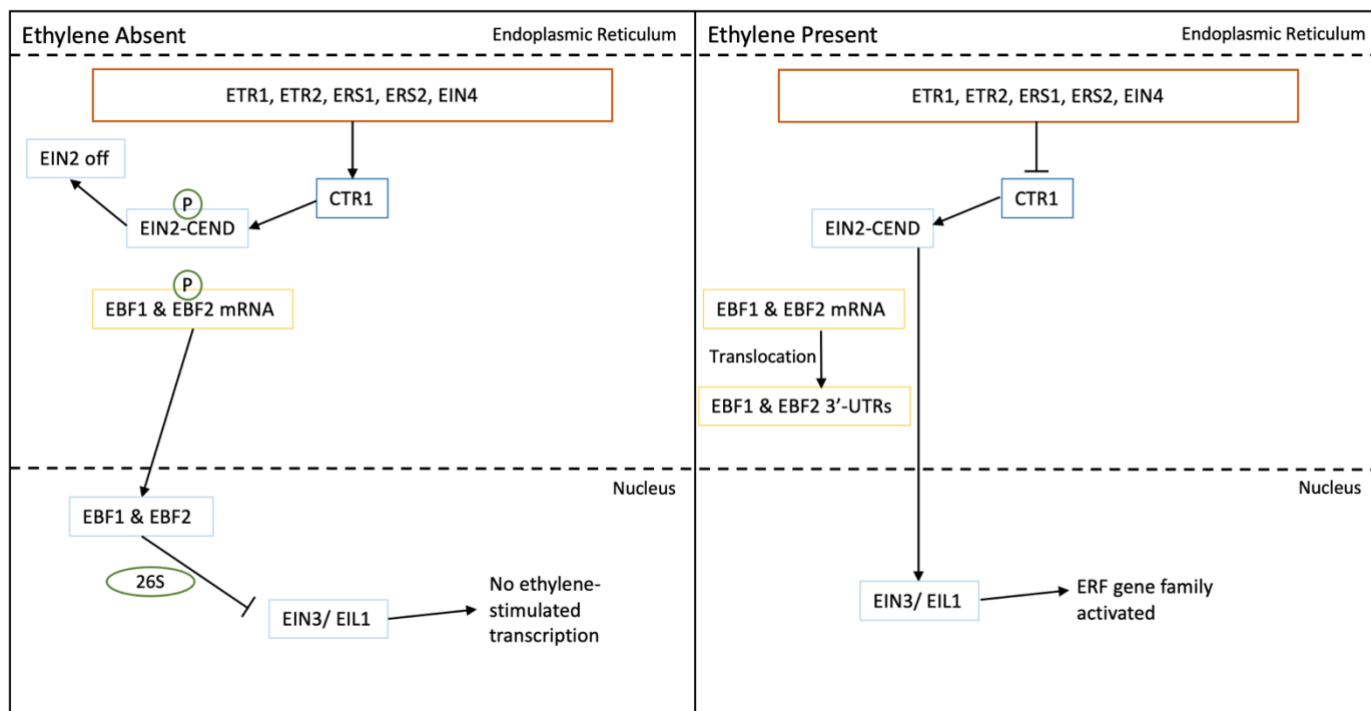 Ethylene Absent
Endoplasmic Reticulum
ETR1, ETR2, ERS1, ERS2, EIN4
EIN2 off
CTR1
P
EIN2-CEND
P
EBF1 & EBF2 mRNA
Nucleus
EBF1 & EBF2
26S
EIN3/ EIL1
No ethylene-
stimulated
transcription
Ethylene Present
Endoplasmic Reticulum
ETR1, ETR2, ERS1, ERS2, EIN4
CTR1
EIN2-CEND
EBF1 & EBF2 mRNA
Translocation
EBF1 & EBF2 3’-UTRs
Nucleus
EIN3/ EIL1
ERF gene family
activated